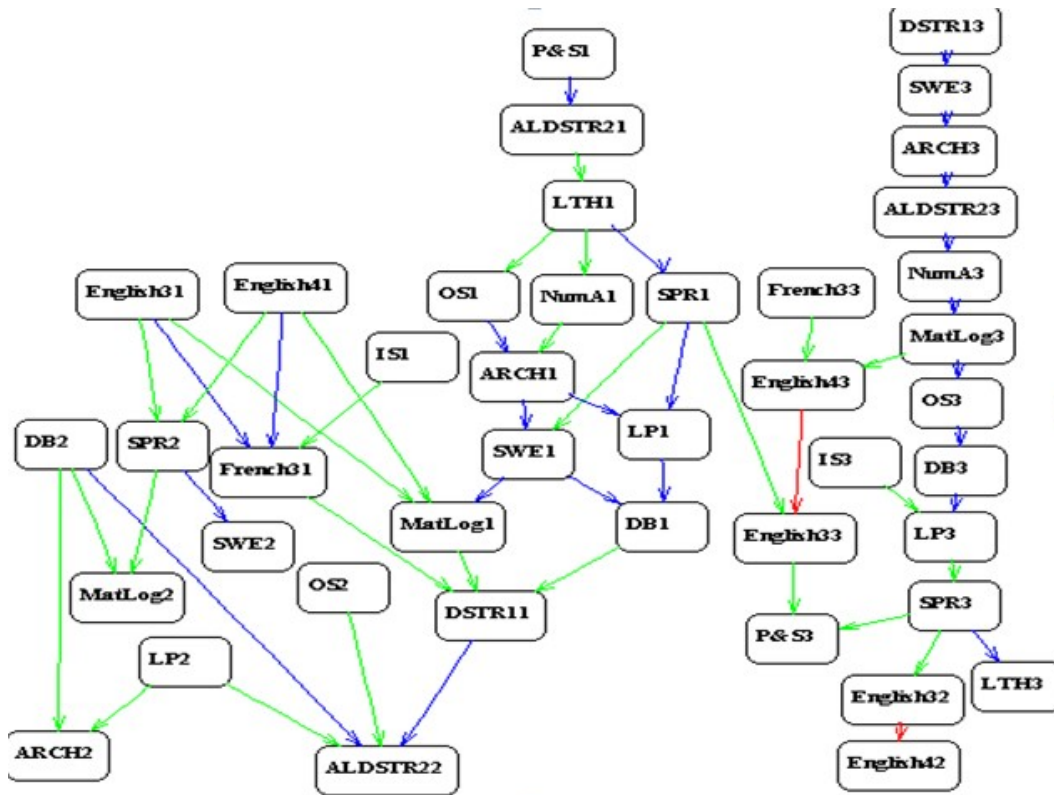 DSTR13
P&S1
SWE3
ALDSTR21
ARCH3
LTH1
ALDSTR23
English31
English41
OS1
NumA1
SPR1
French33
NumA3
IS1
MatLog3
ARCH1
English43
OS3
DB2
SPR2
French31
SWE1
LP1
IS3
DB3
SWE2
MatLog1
DB1
English33
LP3
MatLog2
OS2
DSTR11
P&S3
SPR3
LP2
English32
LTH3
ARCH2
ALDSTR22
English42